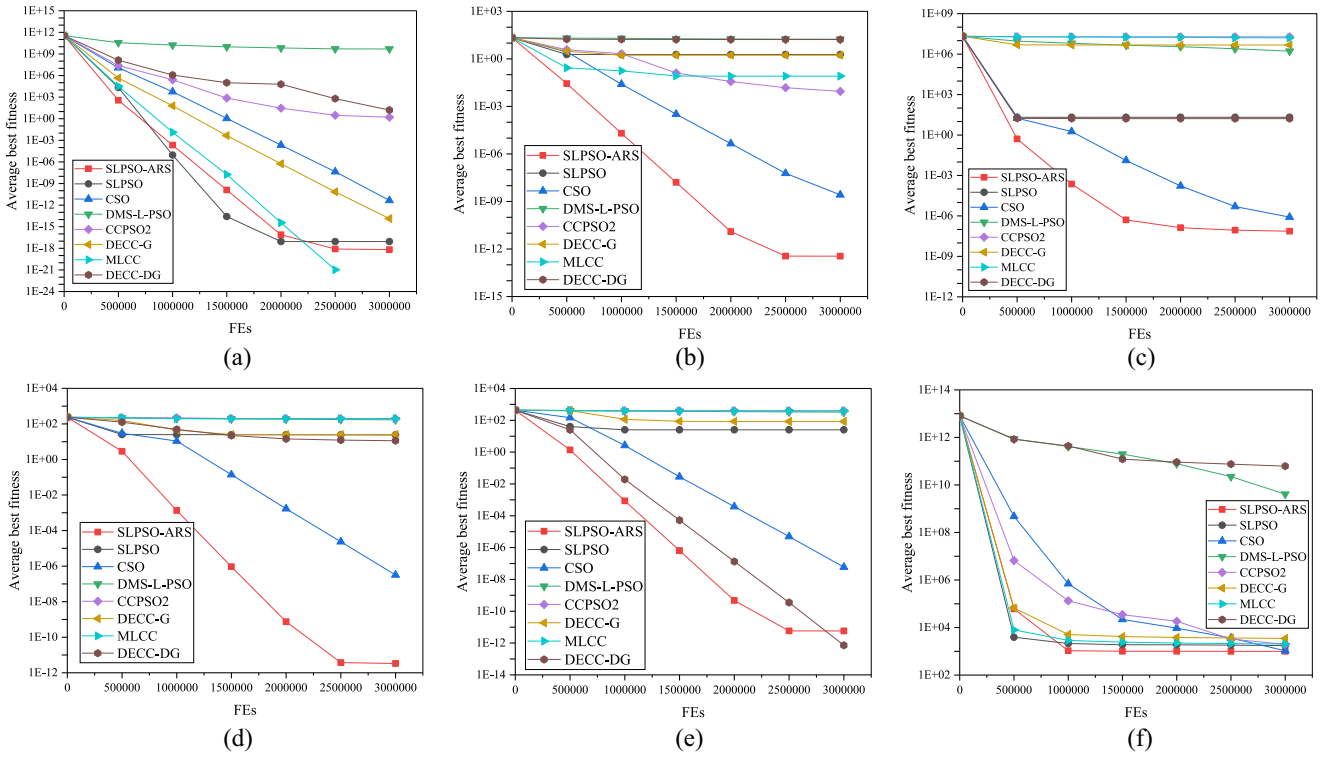 Average best fitness
1E+15
1E+12
1E+09
1E+06
1E+03
1E+00
1E-03
1E-06
1E-09
1E-12
1E-15
1E-18
1E-21
1E-24
SLPSO-ARS
SLPSO
CSO
DMS-L-PSO
CCPSO2
DECC-G
MLCC
DECC-DG
0 500000 1000000 1500000 2000000 2500000 3000000
FEs
(a)
Average best fitness
1E+03
1E+00
1E-03
1E-06
1E-09
1E-12
1E-15
SLPSO-ARS
SLPSO
CSO
DMS-L-PSO
CCPSO2
DECC-G
MLCC
DECC-DG
0 500000 1000000 1500000 2000000 2500000 3000000
FEs
(b)
Average best fitness
1E+09
1E+06
1E+03
1E+00
1E-03
1E-06
1E-09
1E-12
SLPSO-ARS
SLPSO
CSO
DMS-L-PSO
CCPSO2
DECC-G
MLCC
DECC-DG
0 500000 1000000 1500000 2000000 2500000 3000000
FEs
(c)
Average best fitness
1E+04
1E+02
1E+00
1E-02
1E-04
1E-06
1E-08
1E-10
1E-12
SLPSO-ARS
SLPSO
CSO
DMS-L-PSO
CCPSO2
DECC-G
MLCC
DECC-DG
0 500000 1000000 1500000 2000000 2500000 3000000
FEs
(d)
Average best fitness
1E+04
1E+02
1E+00
1E-02
1E-04
1E-06
1E-08
1E-10
1E-12
1E-14
SLPSO-ARS
SLPSO
CSO
DMS-L-PSO
CCPSO2
DECC-G
MLCC
DECC-DG
0 500000 1000000 1500000 2000000 2500000 3000000
FEs
(e)
Average best fitness
1E+14
1E+12
1E+10
1E+08
1E+06
1E+04
1E+02
SLPSO-ARS
SLPSO
CSO
DMS-L-PSO
CCPSO2
DECC-G
MLCC
DECC-DG
0 500000 1000000 1500000 2000000 2500000 3000000
FEs
(f)